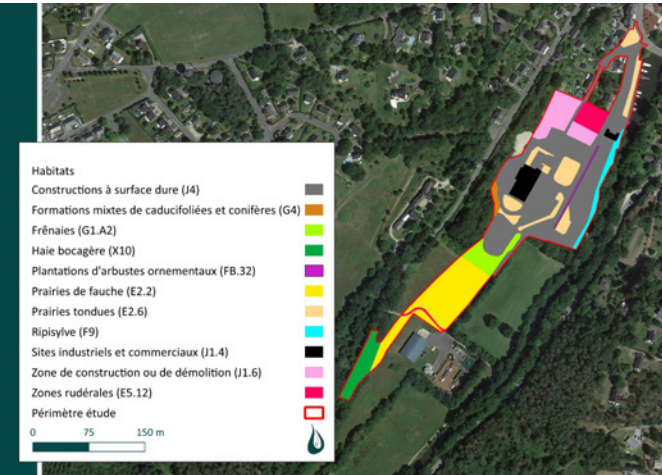 Habitats
Constructions à surface dure (J4)
Formations mixtes de caducifoliées et conifères (G4)
Frênaies (G1.A2)
Haie bocagère (X10)
Plantations d'arbustes ornementaux (FB.32)
Prairies de fauche (E2.2)
Prairies tondues (E2.6)
Ripisylve (F9)
Sites industriels et commerciaux (J1.4)
Zone de construction ou de démolition (J1.6)
Zones rudérales (E5.12)
Périmètre étude
0 75 150 m